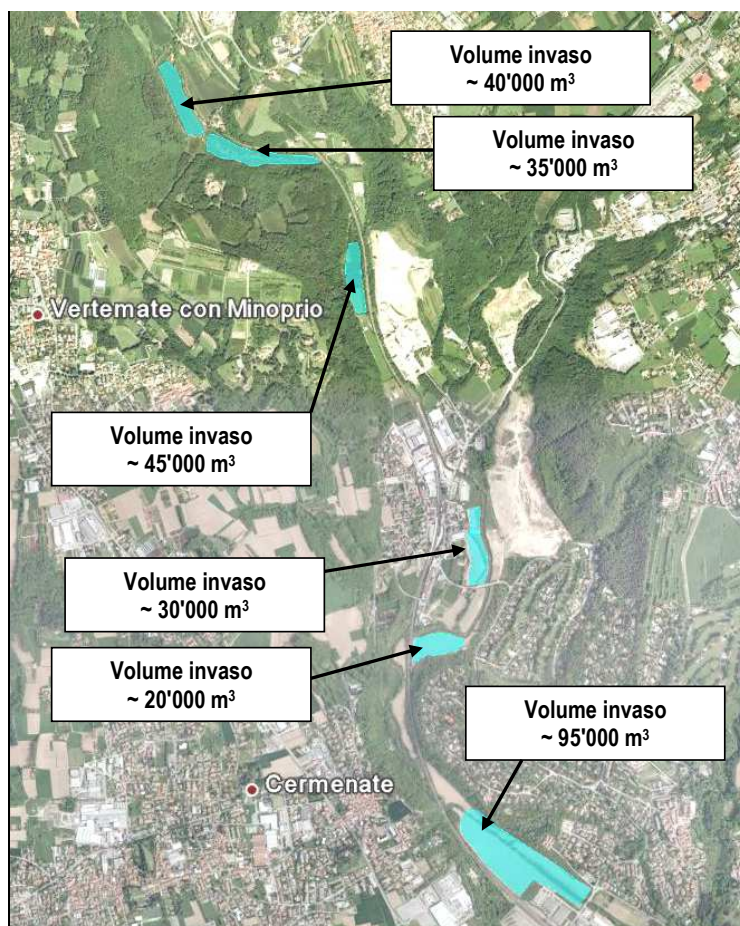 Volume invaso
~ 40'000 m³
Volume invaso
~ 35'000 m³
Vertemate con Minoprio
Volume invaso
~ 45'000 m³
Volume invaso
~ 30'000 m³
Volume invaso
~ 20'000 m³
Volume invaso
~ 95'000 m³
Cermenate